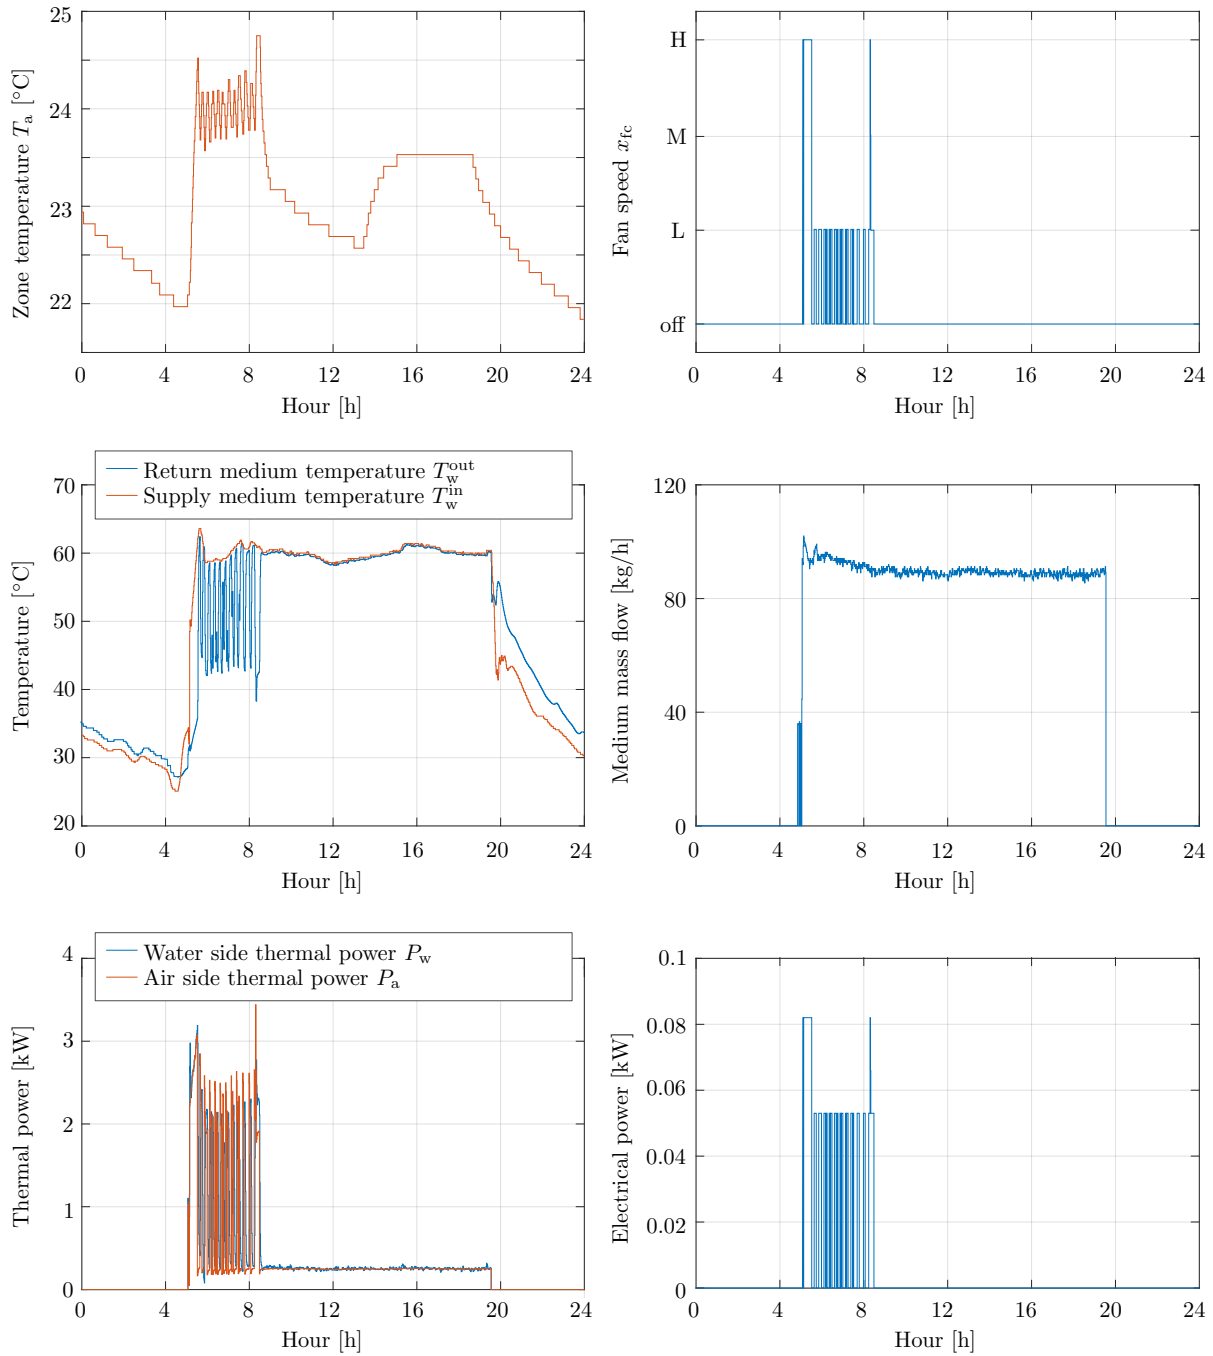 25
24
23
22
Zone temperature T_a [°C]
0 4 8 12 16 20 24
Hour [h]
H
M
L
off
Fan speed x_fc
0 4 8 12 16 20 24
Hour [h]
Return medium temperature T_w^out
Supply medium temperature T_w^in
70
60
50
40
30
20
Temperature [°C]
0 4 8 12 16 20 24
Hour [h]
120
80
40
0
Medium mass flow [kg/h]
0 4 8 12 16 20 24
Hour [h]
Water side thermal power P_w
Air side thermal power P_a
4
3
2
1
0
Thermal power [kW]
0 4 8 12 16 20 24
Hour [h]
0.1
0.08
0.06
0.04
0.02
0
Electrical power [kW]
0 4 8 12 16 20 24
Hour [h]